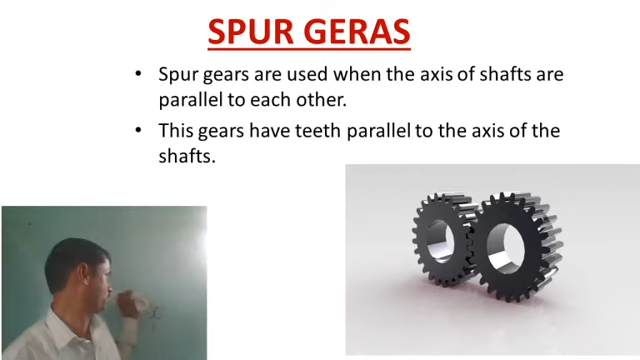 SPUR GERAS
• Spur gears are used when the axis of shafts are
parallel to each other.
• This gears have teeth parallel to the axis of the
shafts.